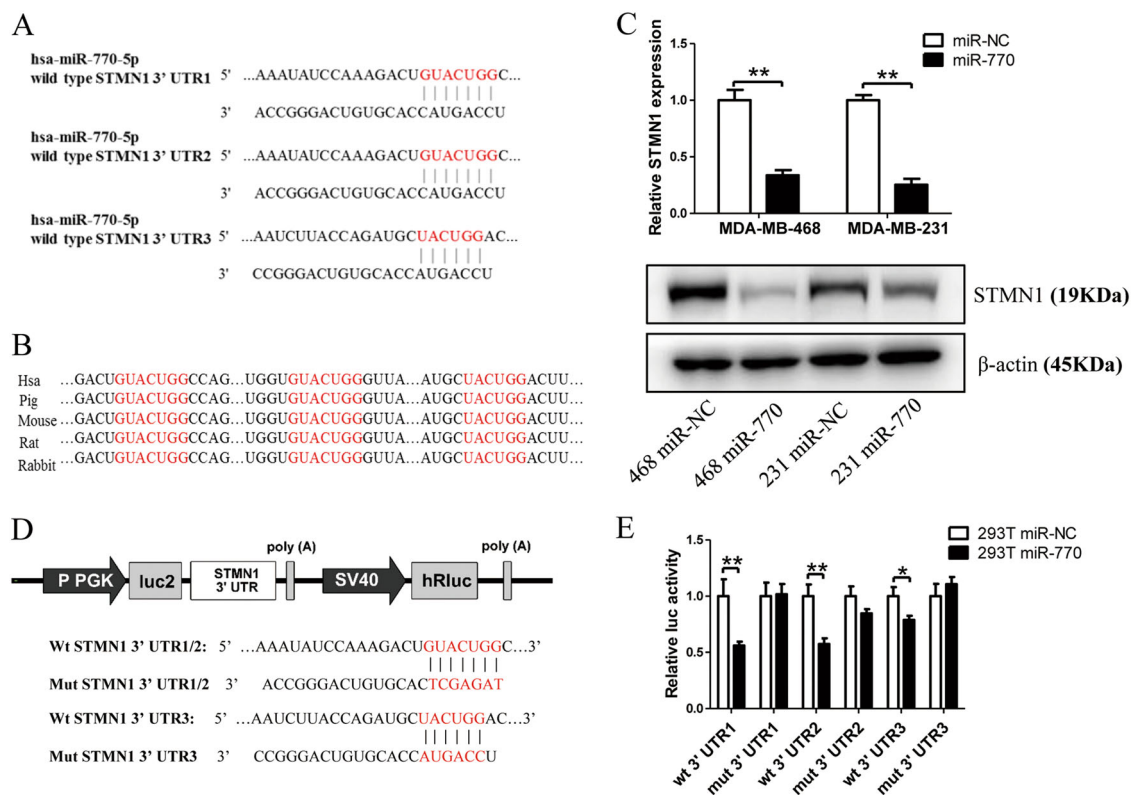 A
hsa-miR-770-5p
wild type STMN1 3' UTR1 5' ...AAAUAUCCAAAGACUGUACUGGC...
3' ACCGGGACUGUGCACCAUGACCU
hsa-miR-770-5p
wild type STMN1 3' UTR2 5' ...AAAUAUCCAAAGACUGUACUGGC...
3' ACCGGGACUGUGCACCAUGACCU
hsa-miR-770-5p
wild type STMN1 3' UTR3 5' ...AAUCUUACCAGAUGCUACUGGAC...
3' CCGGGACUGUGCACCAUGACCU
B
Hsa ...GACUGUACUGGCCAG...UGGUGUACUGGGUUA...AUGCUACUGGACUU...
Pig ...GACUGUACUGGCCAG...UGGUGUACUGGGUUA...AUGCUACUGGACUU...
Mouse ...GACUGUACUGGCCAG...UGGUGUACUGGGUUA...AUGCUACUGGACUU...
Rat ...GACUGUACUGGCCAG...UGGUGUACUGGGUUA...AUGCUACUGGACUU...
Rabbit ...GACUGUACUGGCCAG...UGGUGUACUGGGUUA...AUGCUACUGGACUU...
C
miR-NC
miR-770
Relative STMN1 expression
1.5
1.0
0.5
0.0
**
**
MDA-MB-468 MDA-MB-231
STMN1 (19KDa)
β-actin (45KDa)
468 miR-NC
468 miR-770
231 miR-NC
231 miR-770
D
poly (A) poly (A)
P PGK luc2 STMN1 3' UTR SV40 hRluc
Wt STMN1 3' UTR1/2: 5' ...AAAUAUCCAAAGACUGUACUGGC...3'
Mut STMN1 3' UTR1/2 3' ACCGGGACUGUGCACTCGAGAT
Wt STMN1 3' UTR3: 5' ...AAUCUUACCAGAUGCUACUGGAC...3'
Mut STMN1 3' UTR3 3' CCGGGACUGUGCACCAUGACCU
E
293T miR-NC
293T miR-770
Relative luc activity
1.5
1.0
0.5
0.0
**
**
*
wt 3' UTR1
mut 3' UTR1
wt 3' UTR2
mut 3' UTR2
wt 3' UTR3
mut 3' UTR3